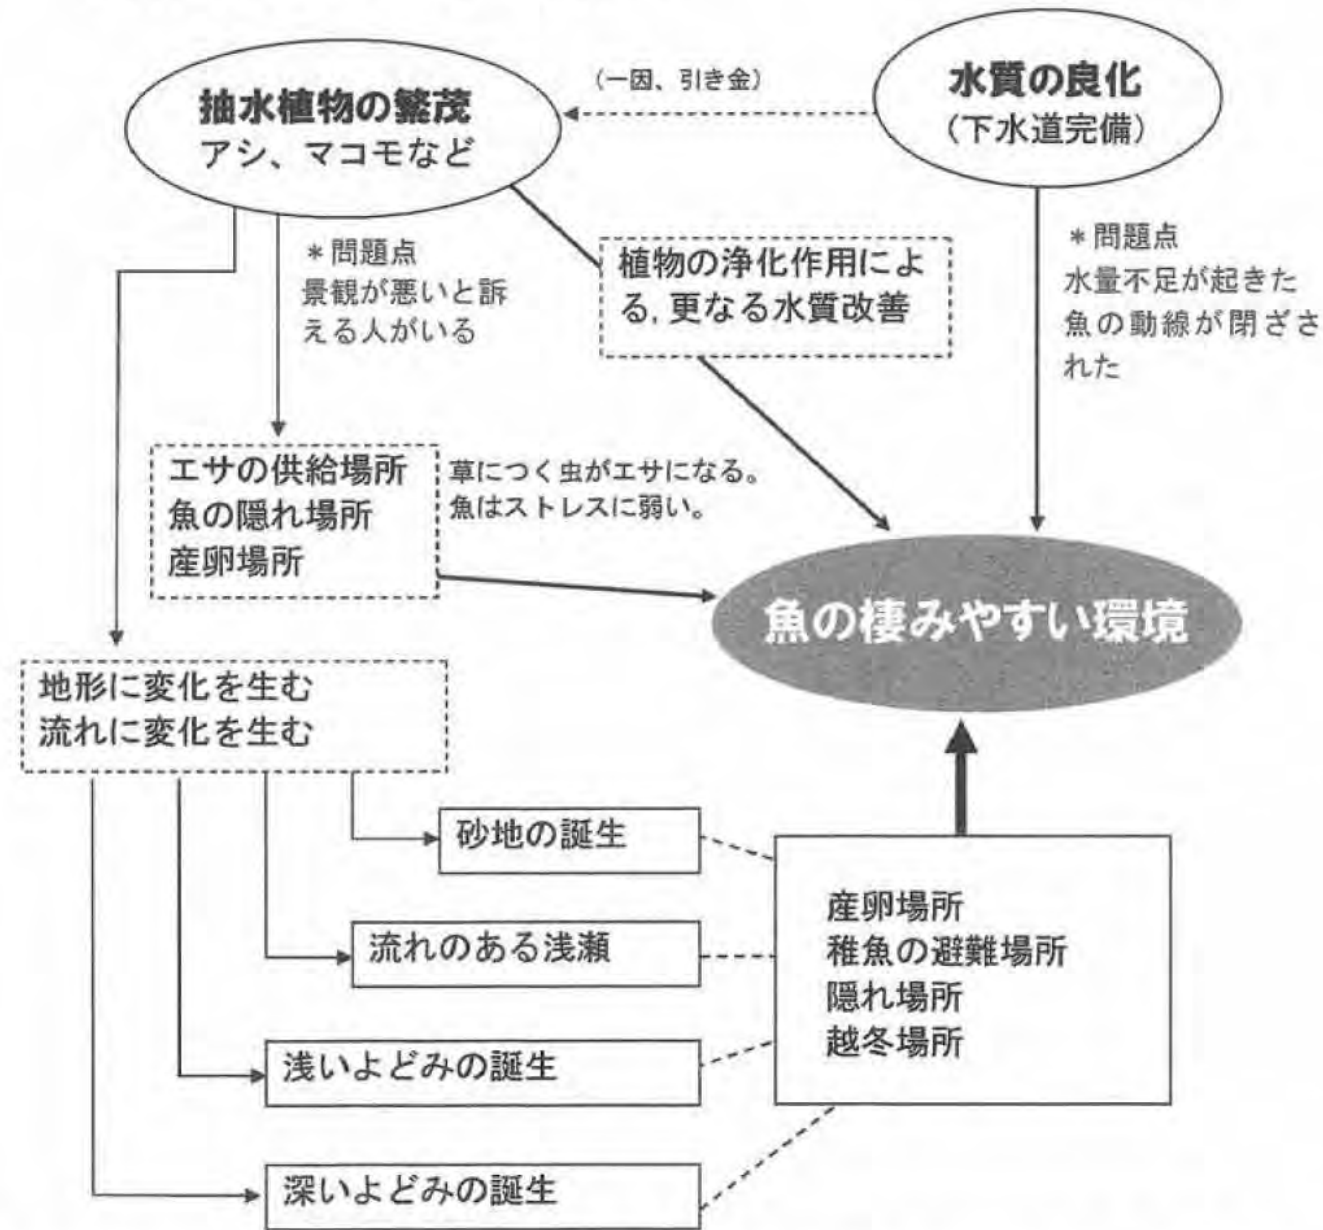 抽水植物の繁茂
アシ、マコモなど
(一因、引き金)
水質の良化
(下水道完備)
*問題点
景観が悪いと訴
える人がいる
植物の浄化作用によ
る,更なる水質改善
*問題点
水量不足が起きた
魚の動線が閉ざさ
れた
エサの供給場所
魚の隠れ場所
産卵場所
草につく虫がエサになる。
魚はストレスに弱い。
魚の棲みやすい環境
地形に変化を生む
流れに変化を生む
砂地の誕生
流れのある浅瀬
浅いよどみの誕生
深いよどみの誕生
産卵場所
稚魚の避難場所
隠れ場所
越冬場所